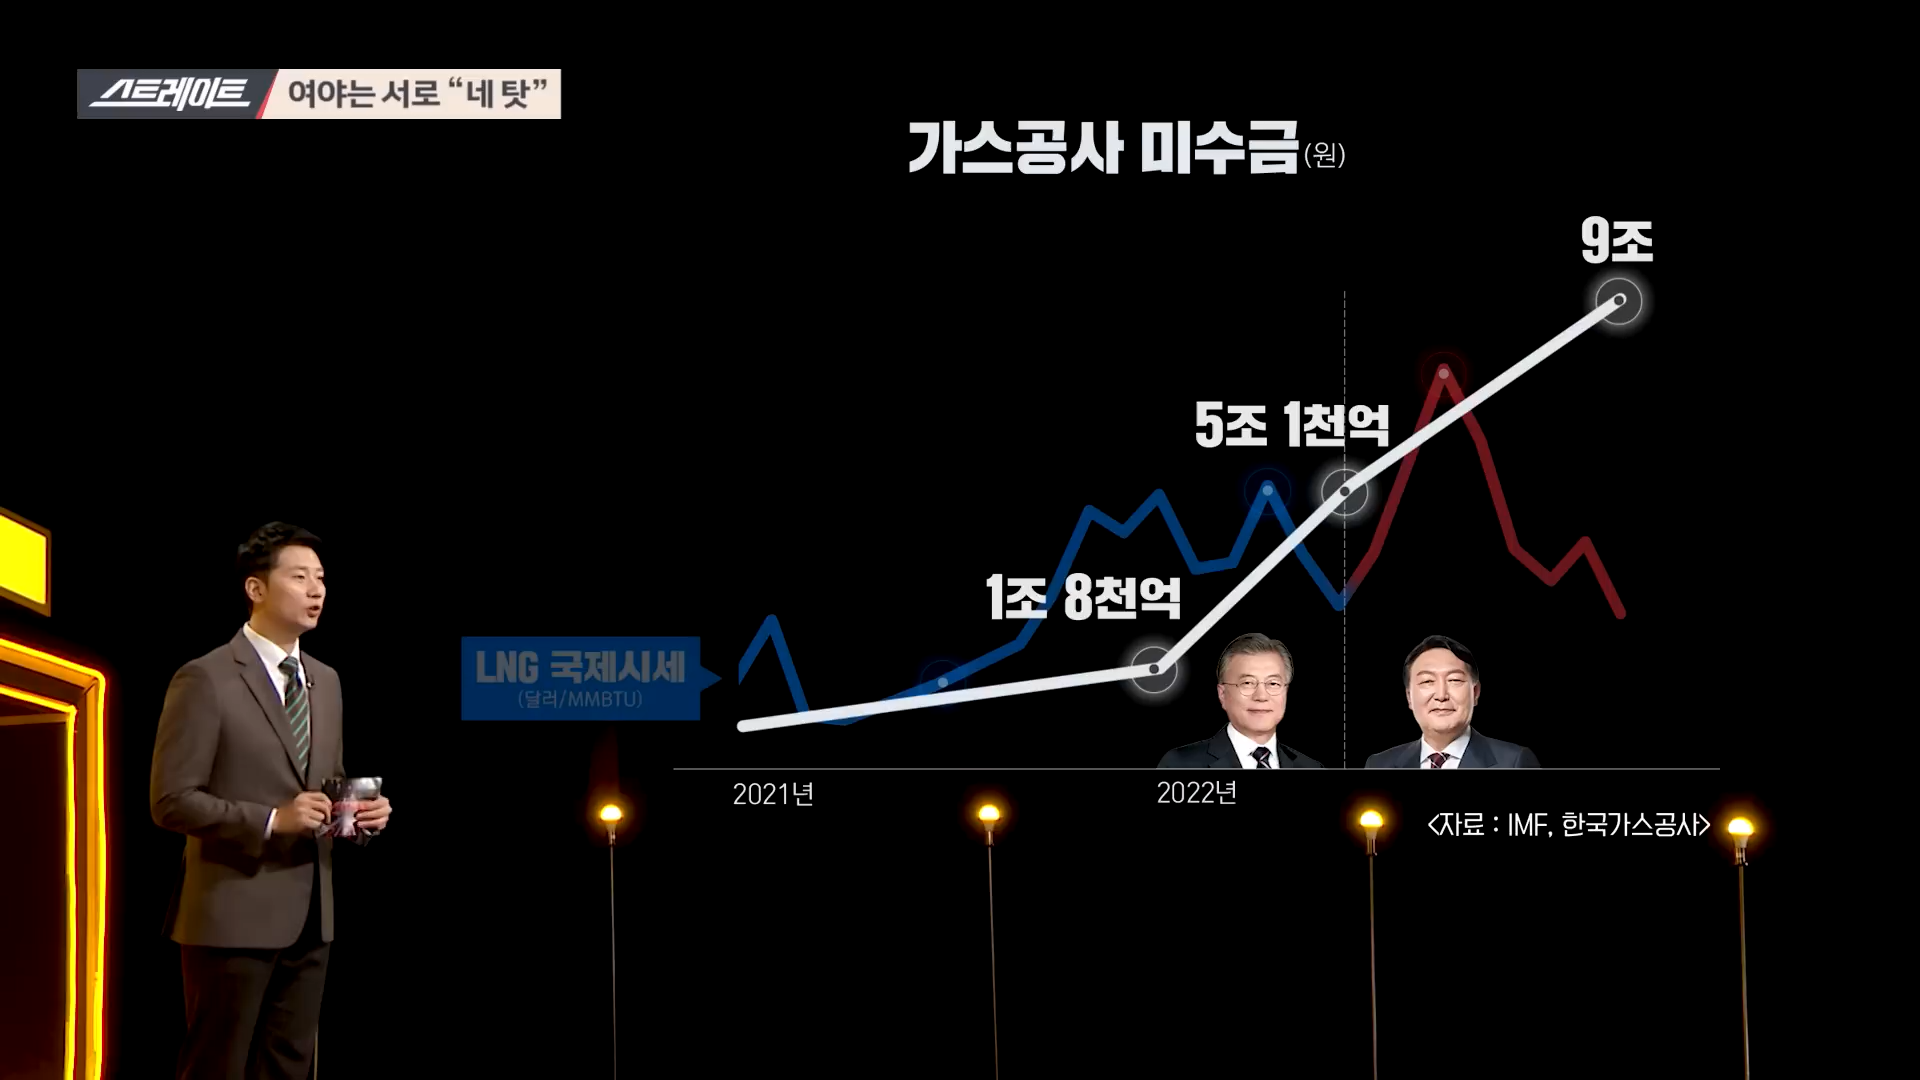 스트레이트
여야는 서로 “네 탓”
가스공사 미수금(원)
9조
5조 1천억
1조 8천억
LNG 국제시세
(달러/MMBTU)
2021년
2022년
<자료 : IMF, 한국가스공사>